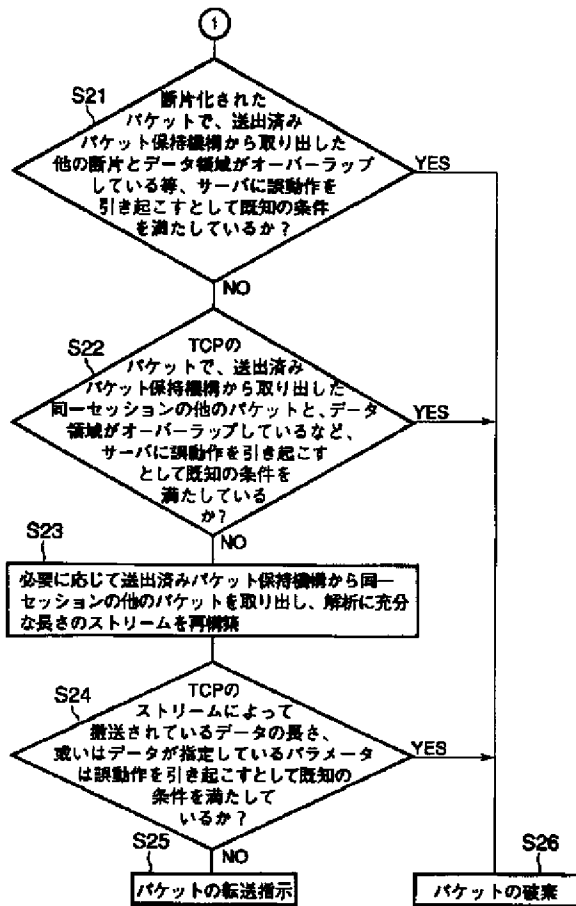 1
S21
断片化された
パケットで、送出済み
パケット保持機構から取り出した
他の断片とデータ領域がオーバーラップ
している等、サーバに誤動作を
引き起こすとして既知の条件
を満たしているか？
YES
NO
S22
TCPの
パケットで、送出済み
パケット保持機構から取り出した
同一セッションの他のパケットと、データ
領域がオーバーラップしているなど、
サーバに誤動作を引き起こす
として既知の条件を
満たしている
か？
YES
NO
S23
必要に応じて送出済みパケット保持機構から同一
セッションの他のパケットを取り出し、解析に充分
な長さのストリームを再構築
S24
TCPの
ストリームによって
搬送されているデータの長さ、
或いはデータが指定しているパラメータ
は誤動作を引き起こすとして既知の
条件を満たして
いるか？
YES
NO
S25
パケットの転送指示
S26
パケットの破棄